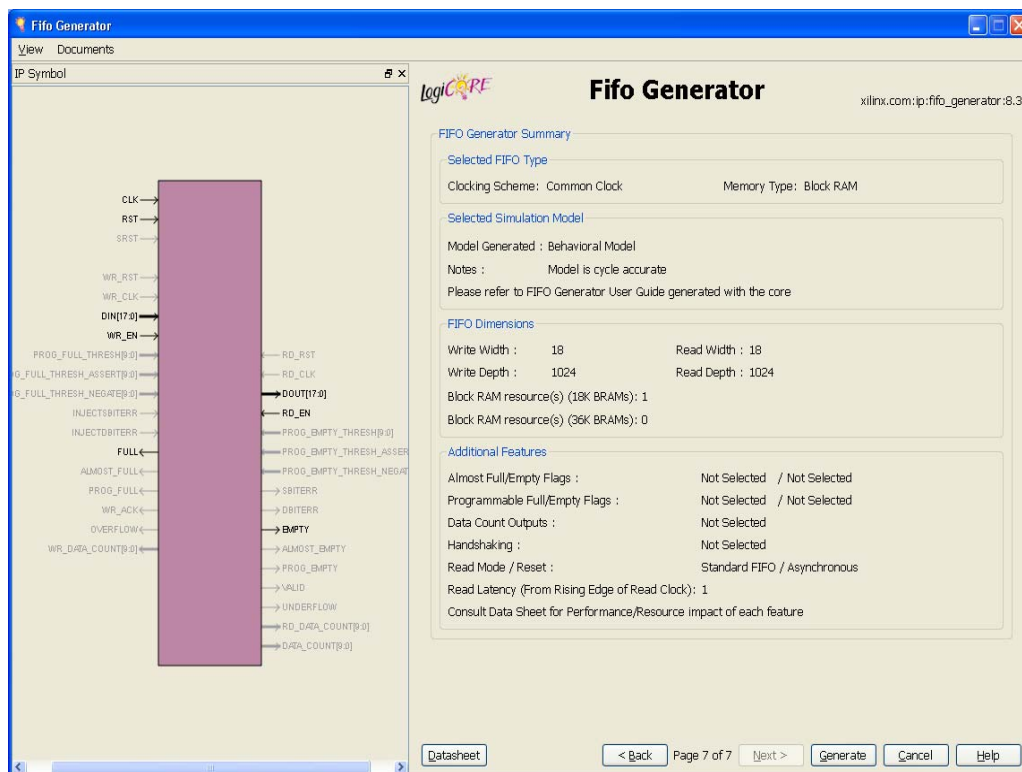 Fifo Generator
View Documents
IP Symbol
CLK
RST
SRST
WR_RST
WR_CLK
DIN[17:0]
WR_EN
PROG_FULL_THRESH[9:0]
G_FULL_THRESH_ASSERT[9:0]
G_FULL_THRESH_NEGATE[9:0]
INJECTSBITERR
INJECTDBITERR
FULL
ALMOST_FULL
PROG_FULL
WR_ACK
OVERFLOW
WR_DATA_COUNT[9:0]
RD_RST
RD_CLK
DOUT[17:0]
RD_EN
PROG_EMPTY_THRESH[9:0]
PROG_EMPTY_THRESH_ASSER
PROG_EMPTY_THRESH_NEGAT
SBITERR
DBITERR
EMPTY
ALMOST_EMPTY
PROG_EMPTY
VALID
UNDERFLOW
RD_DATA_COUNT[9:0]
DATA_COUNT[9:0]
LogiCORE
Fifo Generator
xilinx.com:ip:fifo_generator:8.3
FIFO Generator Summary
Selected FIFO Type
Clocking Scheme: Common Clock Memory Type: Block RAM
Selected Simulation Model
Model Generated : Behavioral Model
Notes : Model is cycle accurate
Please refer to FIFO Generator User Guide generated with the core
FIFO Dimensions
Write Width : 18 Read Width : 18
Write Depth : 1024 Read Depth : 1024
Block RAM resource(s) (18K BRAMs): 1
Block RAM resource(s) (36K BRAMs): 0
Additional Features
Almost Full/Empty Flags : Not Selected / Not Selected
Programmable Full/Empty Flags : Not Selected / Not Selected
Data Count Outputs : Not Selected
Handshaking : Not Selected
Read Mode / Reset : Standard FIFO / Asynchronous
Read Latency (From Rising Edge of Read Clock): 1
Consult Data Sheet for Performance/Resource impact of each feature
Datasheet < Back Page 7 of 7 Next > Generate Cancel Help